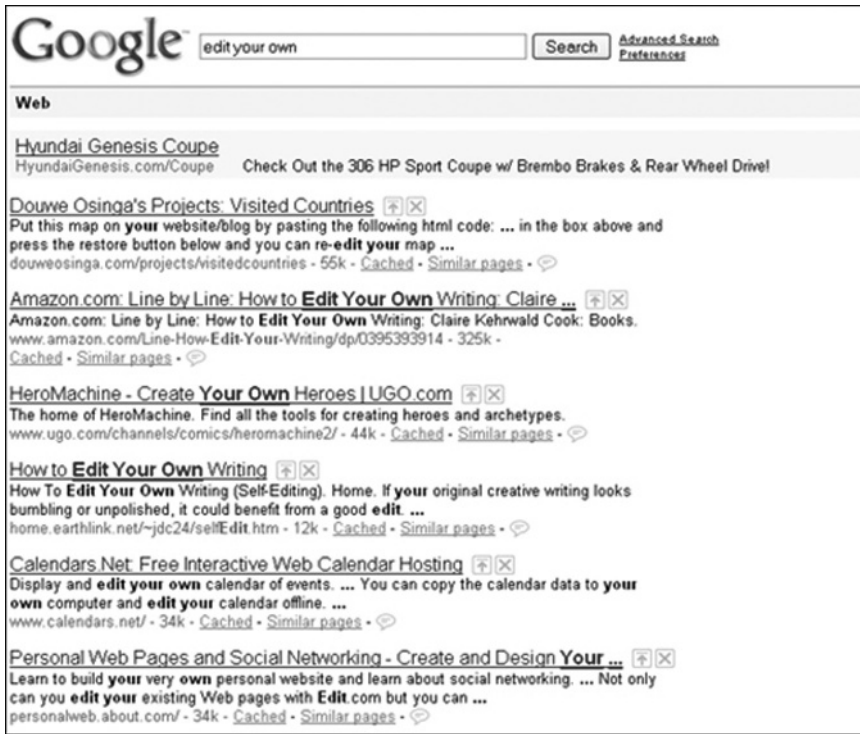 Google edit your own Search Advanced Search
Preferences
Web
Hyundai Genesis Coupe
HyundaiGenesis.com/Coupe Check Out the 306 HP Sport Coupe w/ Brembo Brakes & Rear Wheel Drive!
Douwe Osinga's Projects: Visited Countries
Put this map on your website/blog by pasting the following html code: ... in the box above and
press the restore button below and you can re-edit your map ...
douweosinga.com/projects/visitedcountries - 55k - Cached - Similar pages -
Amazon.com: Line by Line: How to Edit Your Own Writing: Claire ...
Amazon.com: Line by Line: How to Edit Your Own Writing: Claire Kehrwald Cook: Books.
www.amazon.com/Line-How-Edit-Your-Writing/dp/0395393914 - 325k -
Cached - Similar pages -
HeroMachine - Create Your Own Heroes | UGO.com
The home of HeroMachine. Find all the tools for creating heroes and archetypes.
www.ugo.com/channels/comics/heromachine2/ - 44k - Cached - Similar pages -
How to Edit Your Own Writing
How To Edit Your Own Writing (Self-Editing). Home. If your original creative writing looks
bumbling or unpolished, it could benefit from a good edit. ...
home.earthlink.net/~jdc24/selfEdit.htm - 12k - Cached - Similar pages -
Calendars.Net: Free Interactive Web Calendar Hosting
Display and edit your own calendar of events. ... You can copy the calendar data to your
own computer and edit your calendar offline. ...
www.calendars.net/ - 34k - Cached - Similar pages -
Personal Web Pages and Social Networking - Create and Design Your ...
Learn to build your very own personal website and learn about social networking. ... Not only
can you edit your existing Web pages with Edit.com but you can ...
personalweb.about.com/ - 34k - Cached - Similar pages -